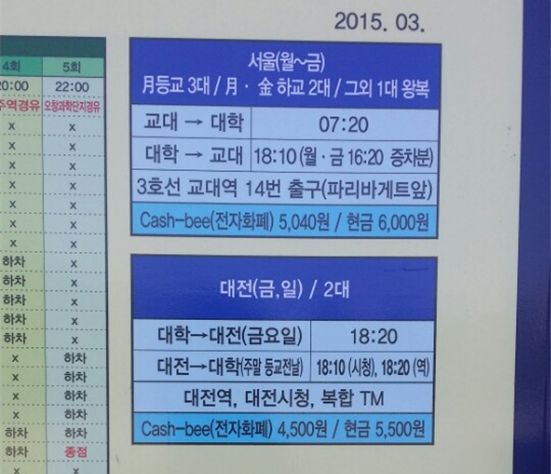 2015. 03.
4회 5회
20:00 22:00
주역경유 오창과학단지경유
x x
x x
x x
x x
x x
x x
x x
하차 x
하차 x
하차 x
하차 x
하차 x
x 하차
x 하차
x 하차
x 하차
하차 하차
하차 종점
x x
서울(월~금)
月등교 3대 / 月 · 金 하교 2대 / 그외 1대 왕복
교대 → 대학 07:20
대학 → 교대 18:10 (월 · 금 16:20 증차분)
3호선 교대역 14번 출구(파리바게트앞)
Cash-bee(전자화폐) 5,040원 / 현금 6,000원
대전(금,일) / 2대
대학→대전(금요일) 18:20
대전→대학(주말 등교전날) 18:10 (시청), 18:20 (역)
대전역, 대전시청, 복합 TM
Cash-bee(전자화폐) 4,500원 / 현금 5,500원